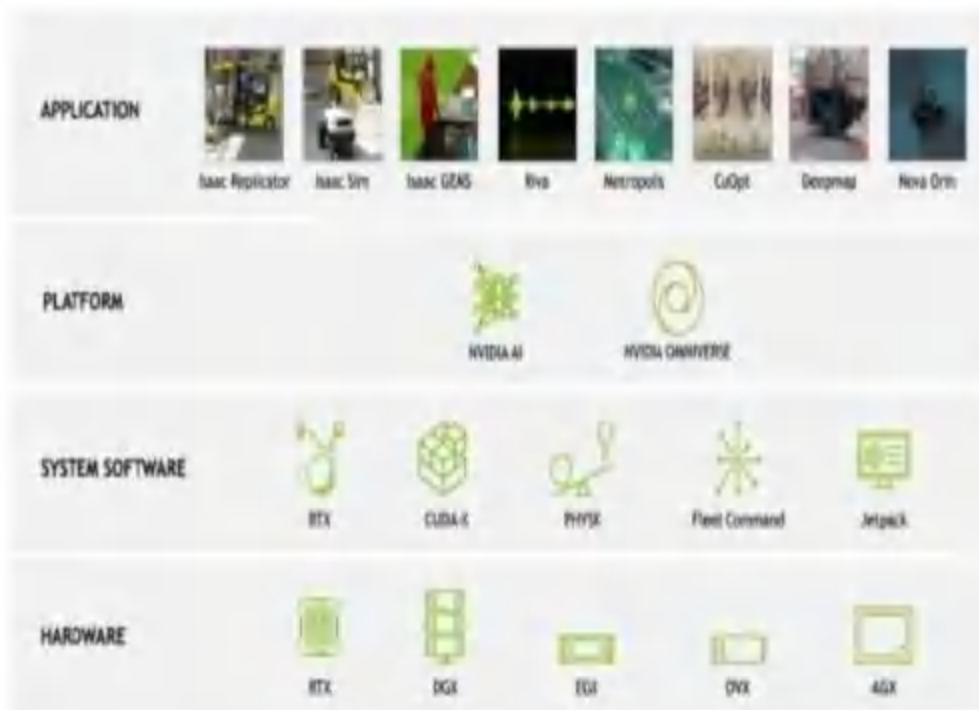 APPLICATION
Isaac Replicator Isaac Sim Isaac GEMS Riva Metropolis CuOpt Deepmap Nova Orin
PLATFORM
NVIDIA AI NVIDIA OMNIVERSE
SYSTEM SOFTWARE
RTX CUDA-X PHYSX Fleet Command Jetpack
HARDWARE
RTX DGX EGX OVX AGX